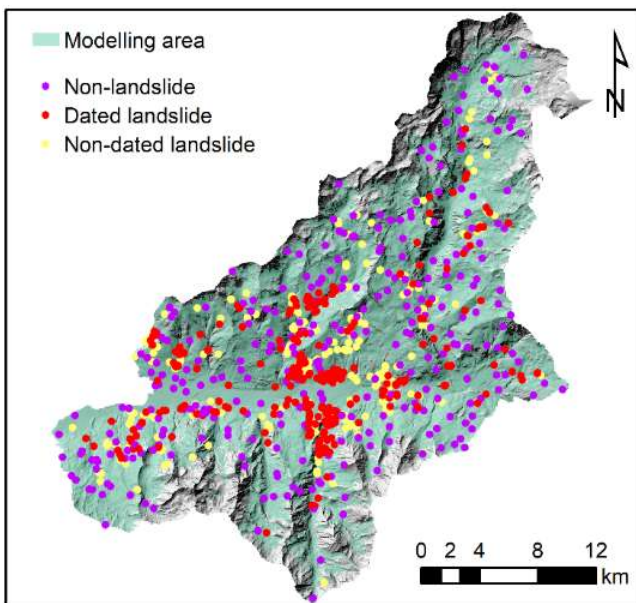 Modelling area
Non-landslide
Dated landslide
Non-dated landslide
N
0 2 4 8 12
km